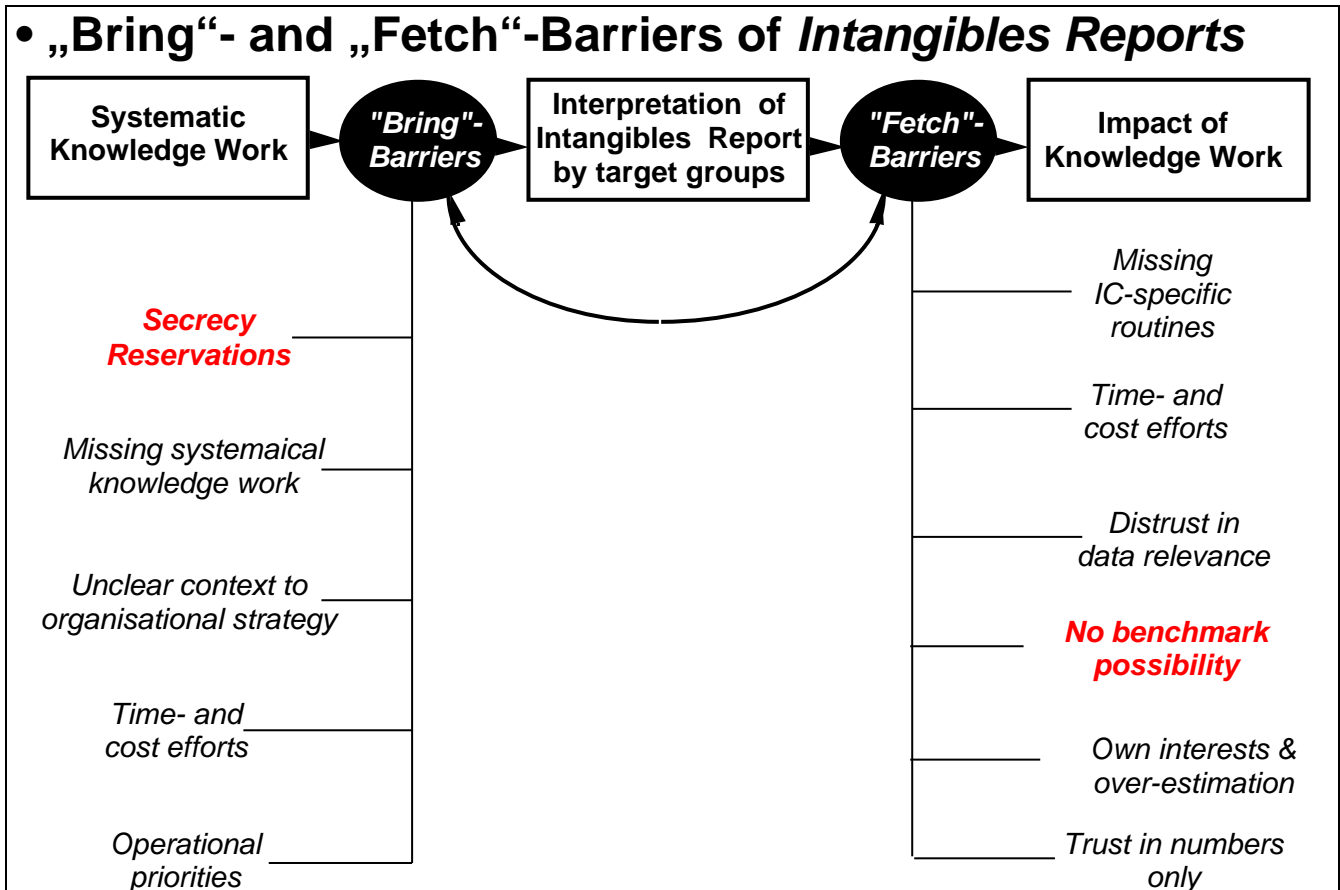 • „Bring“- and „Fetch“-Barriers of Intangibles Reports
Systematic
Knowledge Work
"Bring"-
Barriers
Interpretation of
Intangibles Report
by target groups
"Fetch"-
Barriers
Impact of
Knowledge Work
Secrecy
Reservations
Missing systemaical
knowledge work
Unclear context to
organisational strategy
Time- and
cost efforts
Operational
priorities
Missing
IC-specific
routines
Time- and
cost efforts
Distrust in
data relevance
No benchmark
possibility
Own interests &
over-estimation
Trust in numbers
only